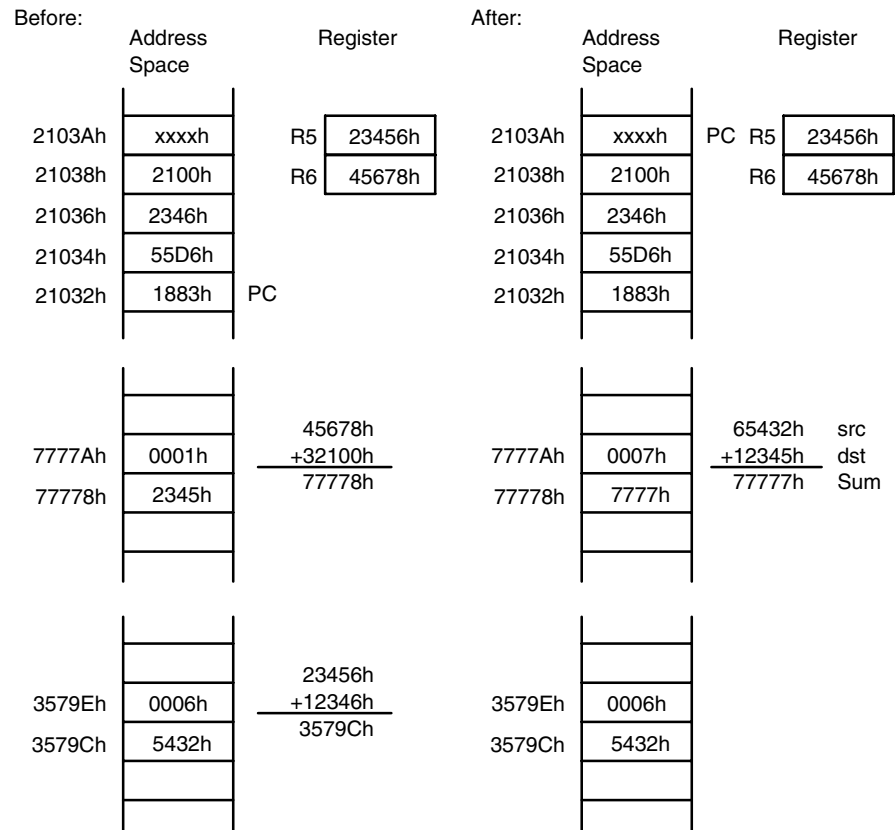 Before:
After:
Address Space
Register
Address Space
Register
2103Ah xxxxh R5 23456h 2103Ah xxxxh PC R5 23456h
21038h 2100h R6 45678h 21038h 2100h R6 45678h
21036h 2346h 21036h 2346h
21034h 55D6h 21034h 55D6h
21032h 1883h PC 21032h 1883h
45678h 65432h src
7777Ah 0001h +32100h 7777Ah 0007h +12345h dst
77778h 2345h 77778h 77778h 7777h 77777h Sum
23456h
3579Eh 0006h +12346h 3579Eh 0006h
3579Ch 5432h 3579Ch 3579Ch 5432h